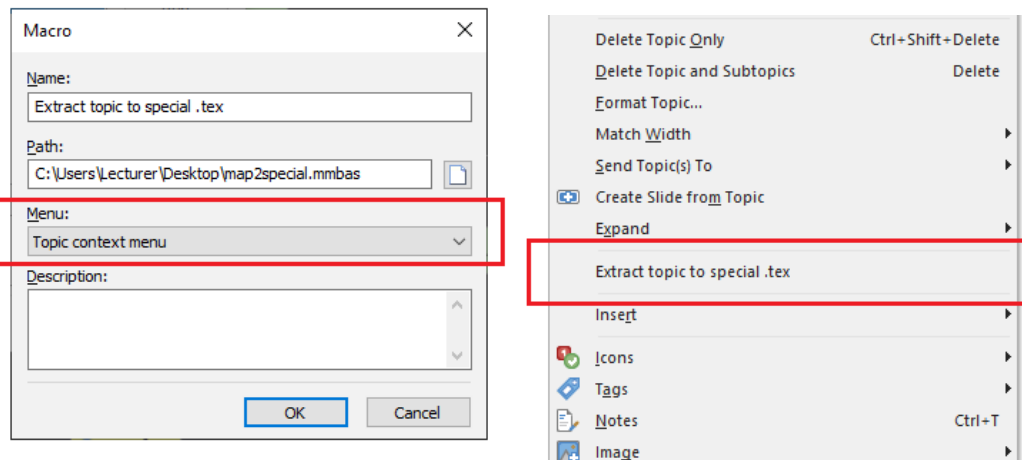 Macro
Name:
Extract topic to special .tex
Path:
C:\Users\Lecturer\Desktop\map2special.mmbas
Menu:
Topic context menu
Description:
OK Cancel
Delete Topic Only Ctrl+Shift+Delete
Delete Topic and Subtopics Delete
Format Topic...
Match Width
Send Topic(s) To
Create Slide from Topic
Expand
Extract topic to special .tex
Insert
Icons
Tags
Notes Ctrl+T
Image